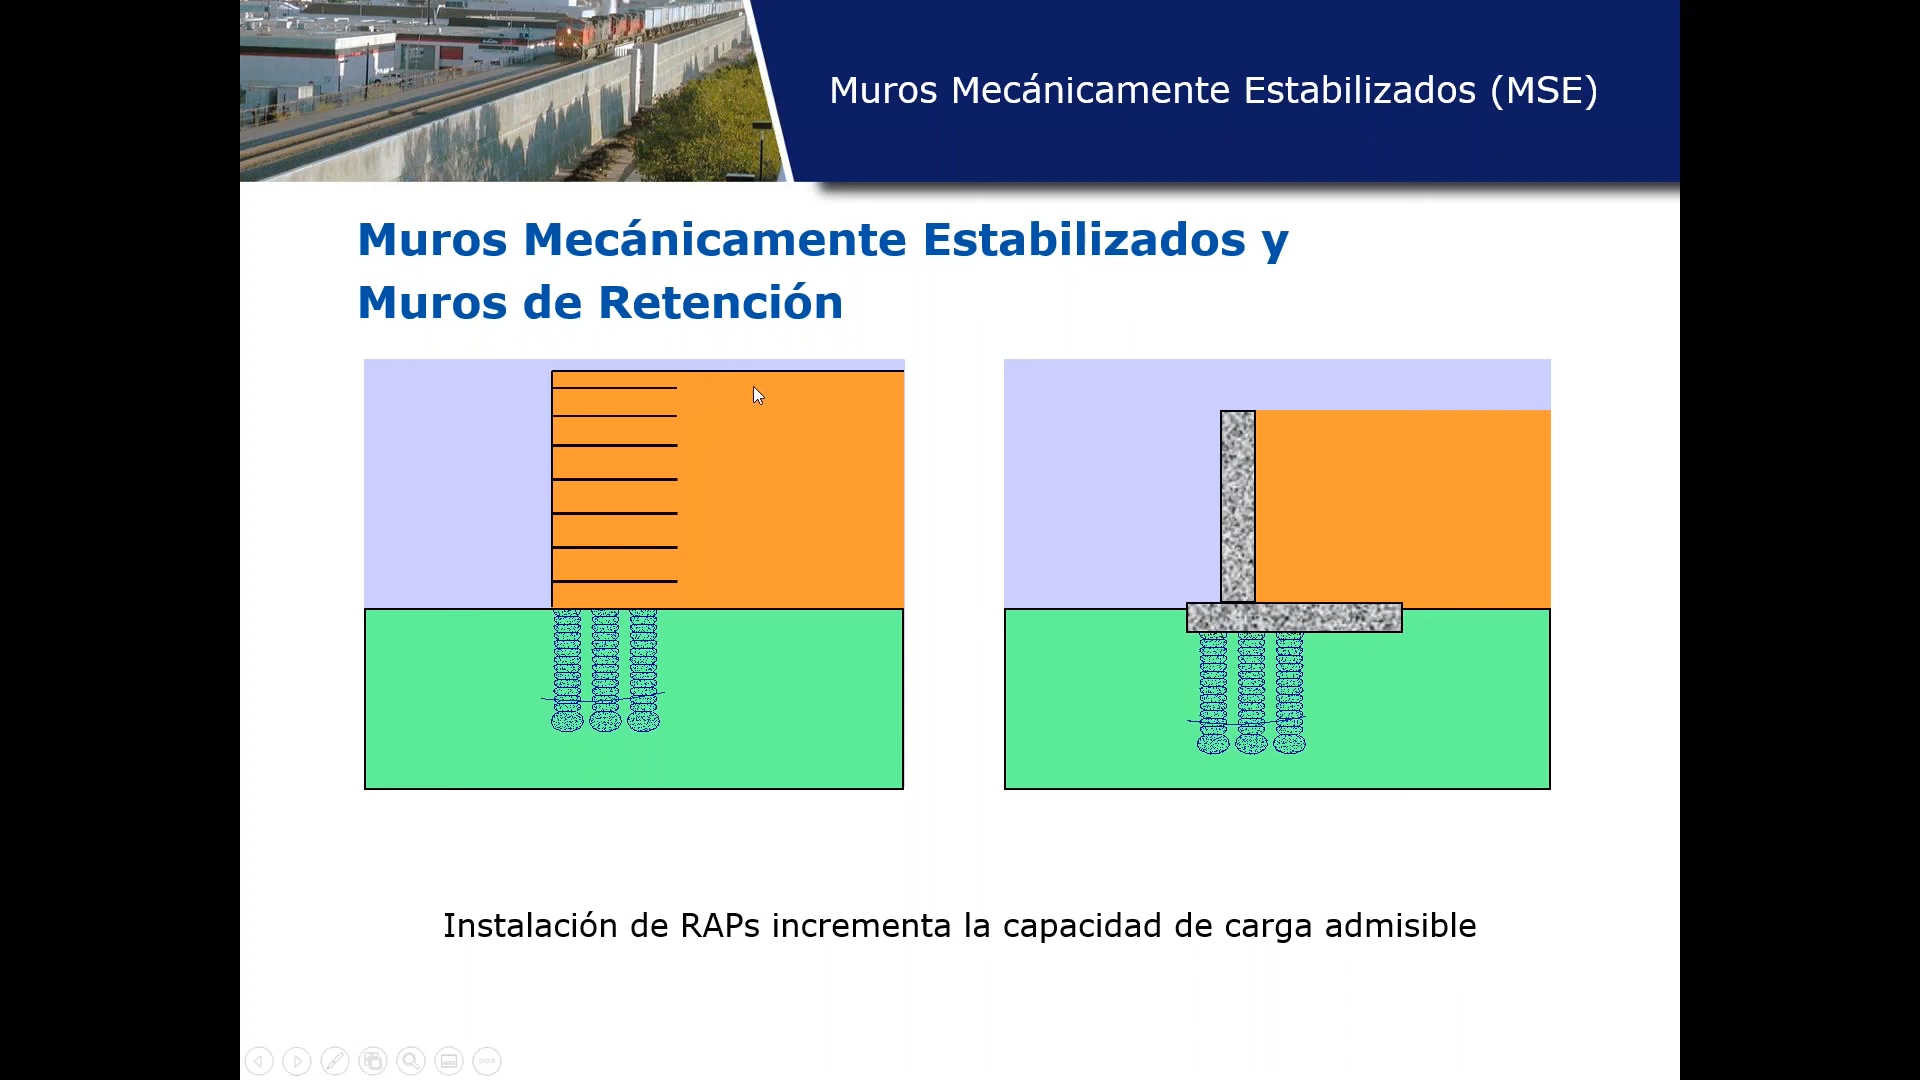 Muros Mecánicamente Estabilizados (MSE)
Muros Mecánicamente Estabilizados y
Muros de Retención
Instalación de RAPs incrementa la capacidad de carga admisible